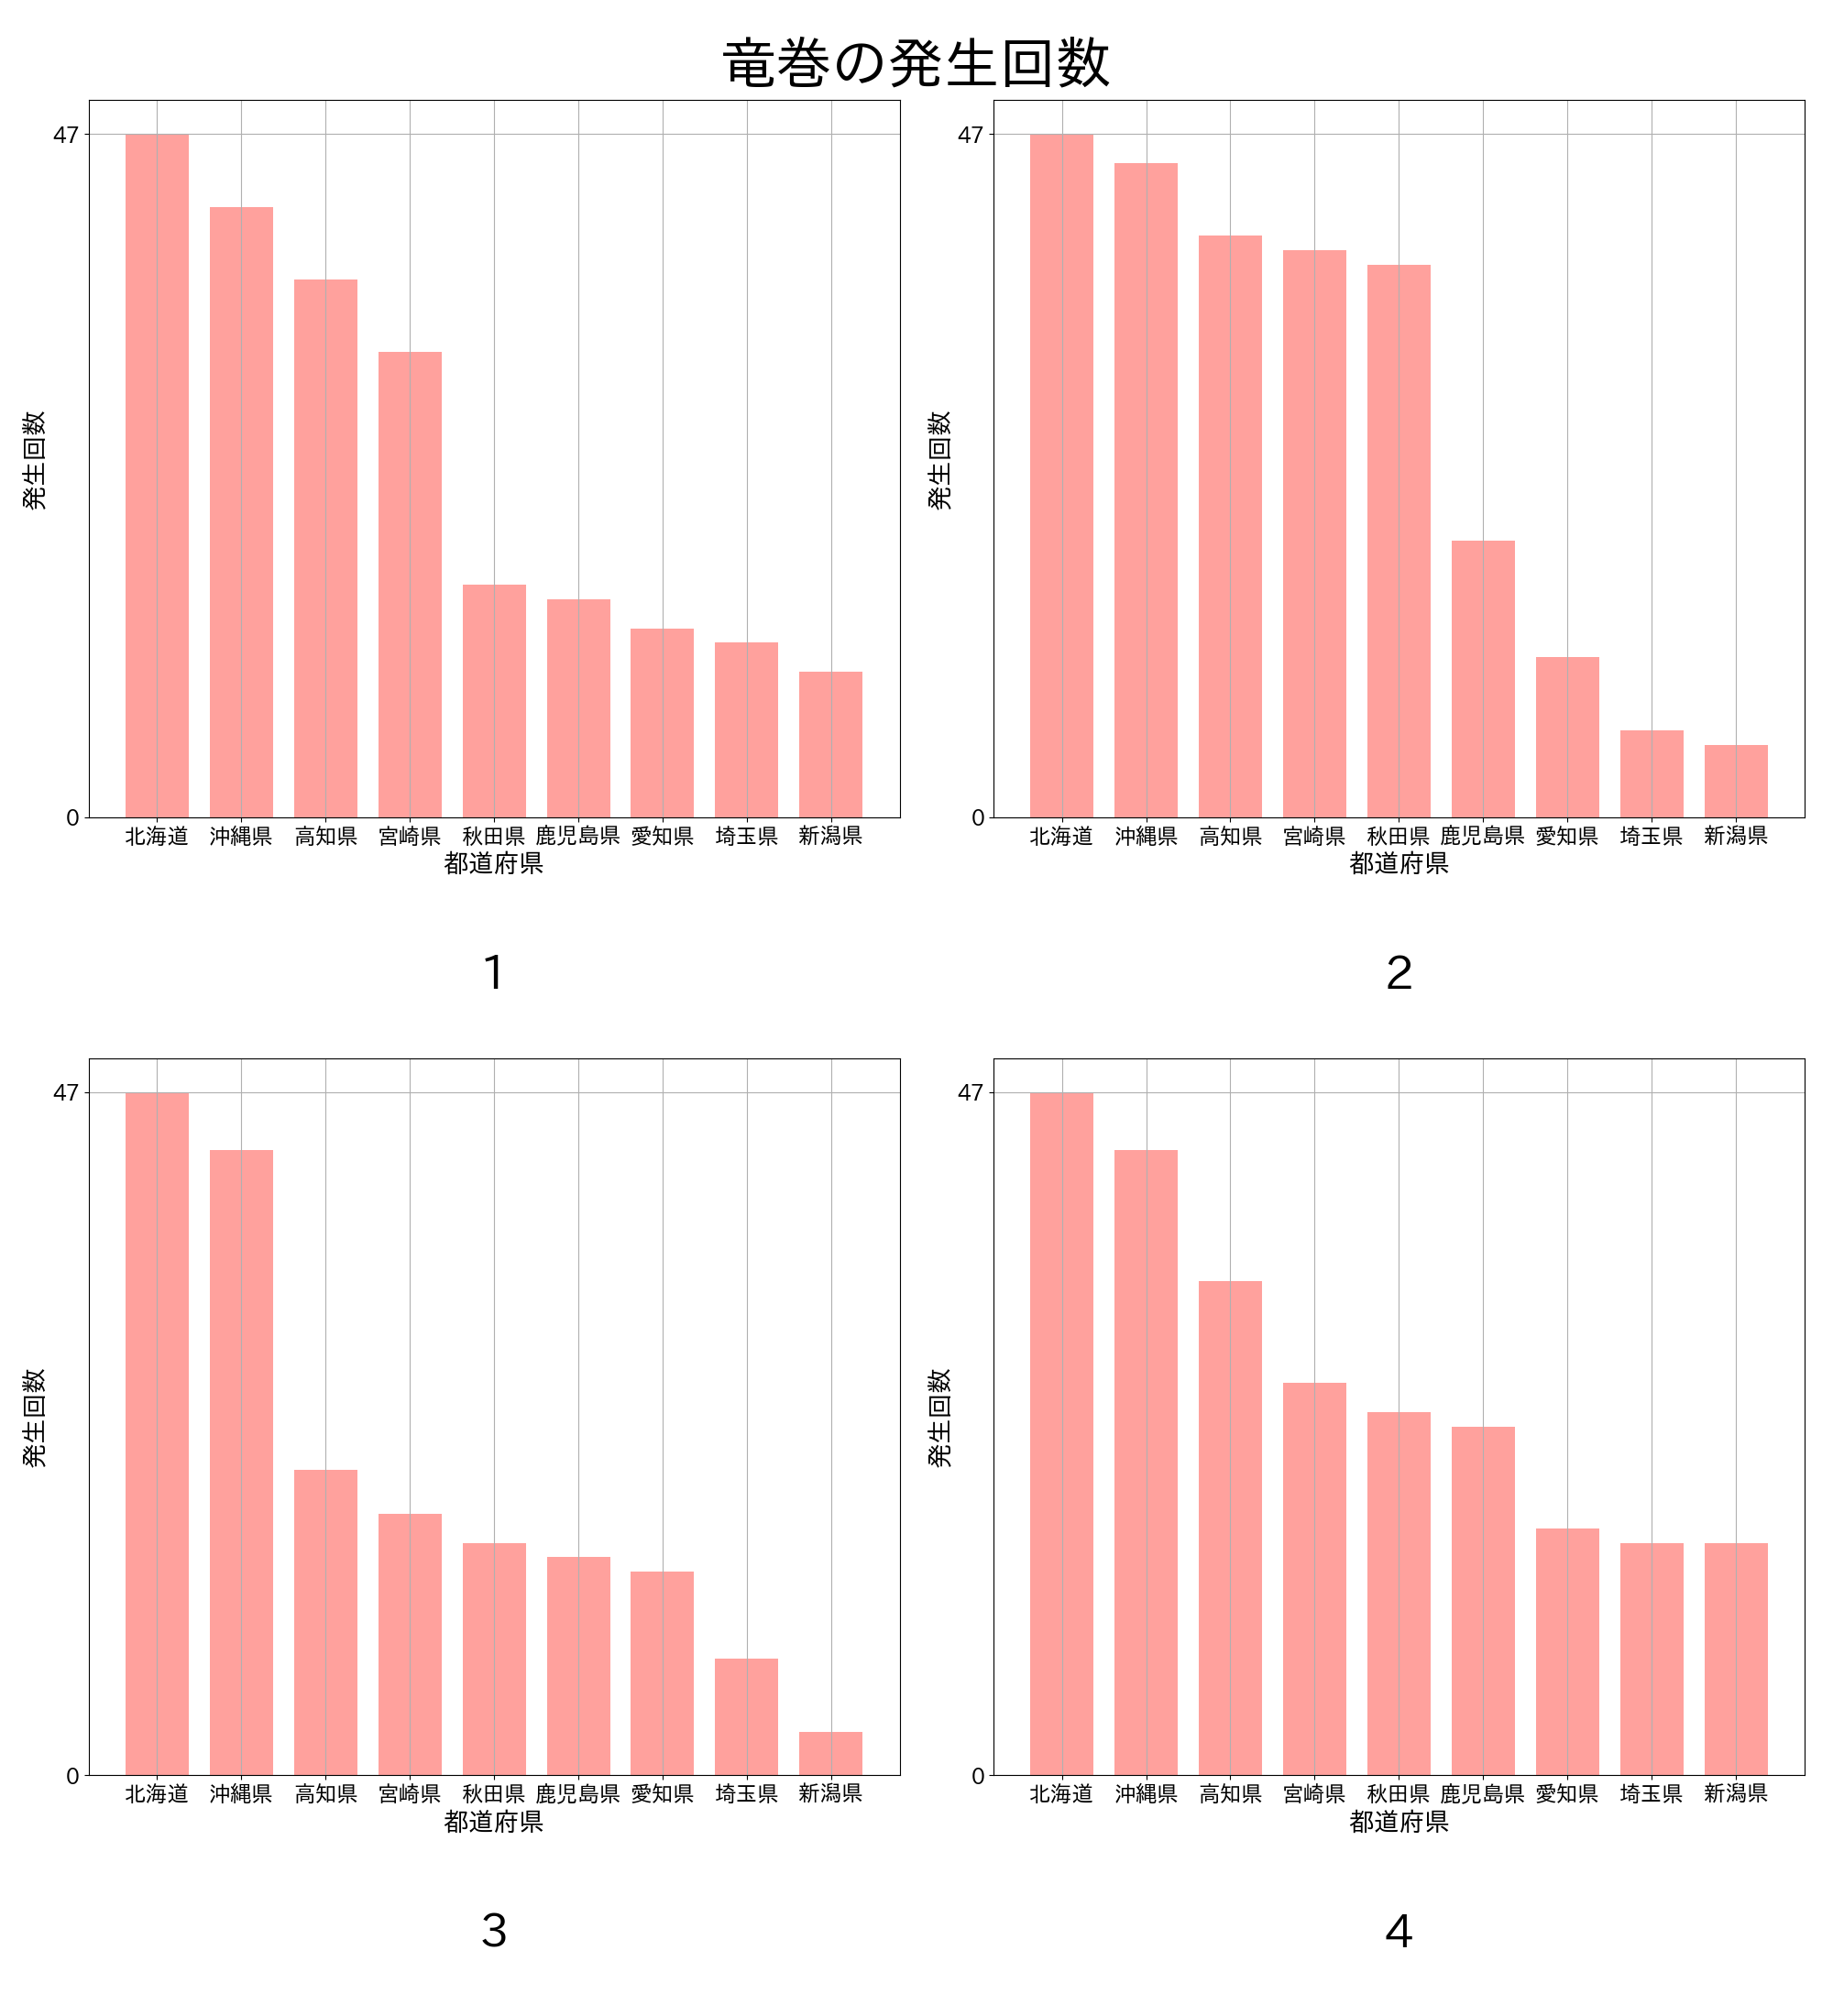 竜巻の発生回数
47
0
発生回数
北海道 沖縄県 高知県 宮崎県 秋田県 鹿児島県 愛知県 埼玉県 新潟県
都道府県
1
47
0
発生回数
北海道 沖縄県 高知県 宮崎県 秋田県 鹿児島県 愛知県 埼玉県 新潟県
都道府県
2
47
0
発生回数
北海道 沖縄県 高知県 宮崎県 秋田県 鹿児島県 愛知県 埼玉県 新潟県
都道府県
3
47
0
発生回数
北海道 沖縄県 高知県 宮崎県 秋田県 鹿児島県 愛知県 埼玉県 新潟県
都道府県
4